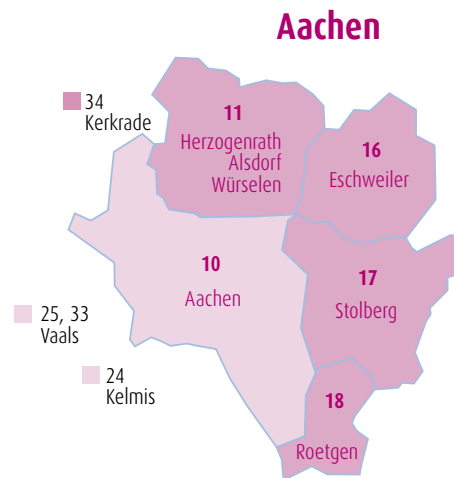 Aachen
34
Kerkrade
11
Herzogenrath
Alsdorf
Würselen
16
Eschweiler
10
Aachen
17
Stolberg
25, 33
Vaals
24
Kelmis
18
Roetgen